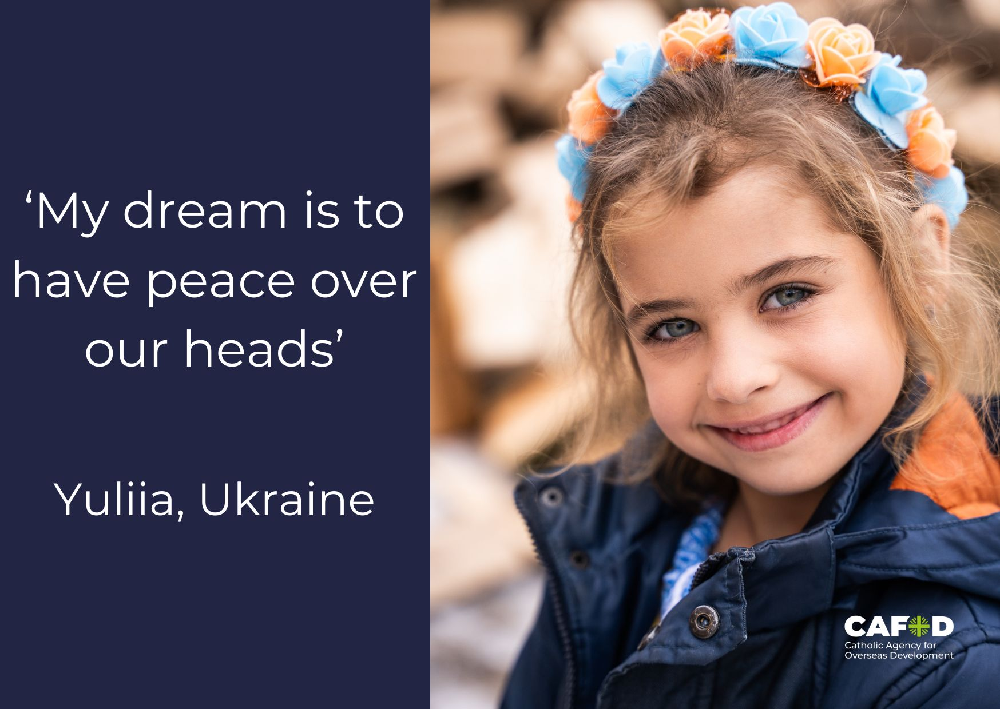 ‘My dream is to
have peace over
our heads’
Yuliia, Ukraine
CAFOD
Catholic Agency for
Overseas Development